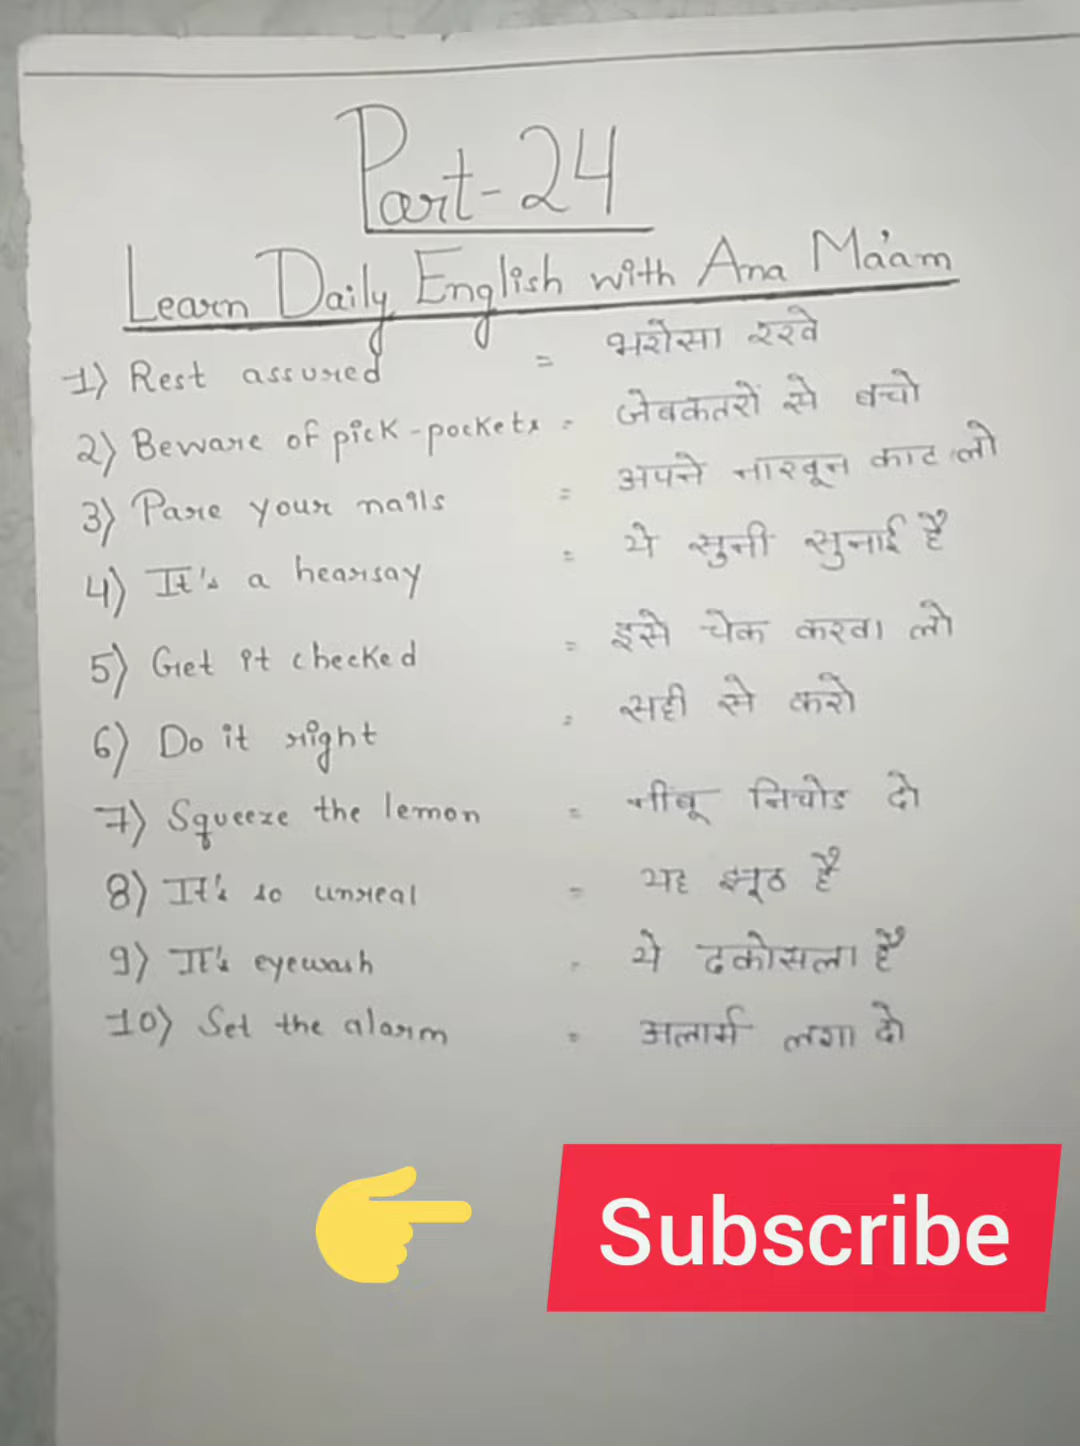 Part-24
Learn Daily English with Ana Ma'am
1) Rest assured = भरोसा रखे
2) Beware of pick-pockets = जेबकतरों से बचो
3) Pare your nails = अपने नाखून काट लो
4) It's a hearsay = ये सुनी सुनाई है
5) Get it checked = इसे चेक करवा लो
6) Do it right = सही से करो
7) Squeeze the lemon = नींबू निचोड दो
8) It's so unreal = यह झूठ है
9) It's eyewash = ये ढकोसला है
10) Set the alarm = अलार्म लगा दो
Subscribe